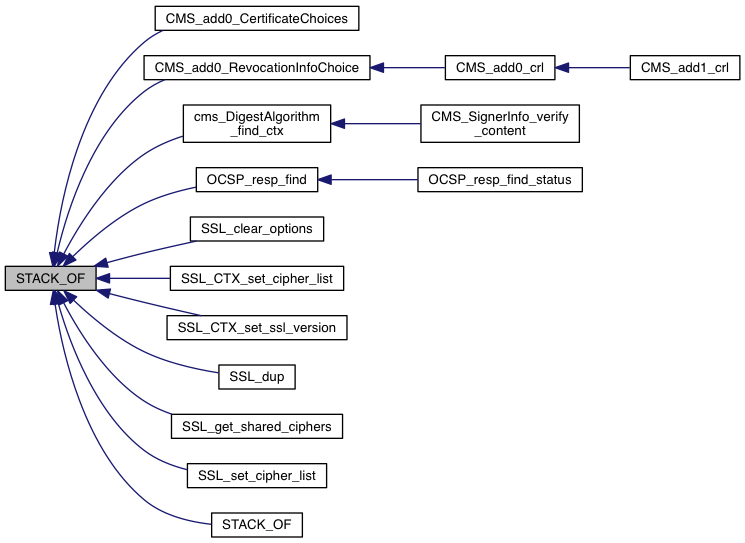 CMS_add0_CertificateChoices
CMS_add0_RevocationInfoChoice
CMS_add0_crl
CMS_add1_crl
cms_DigestAlgorithm
_find_ctx
CMS_SignerInfo_verify
_content
OCSP_resp_find
OCSP_resp_find_status
SSL_clear_options
STACK_OF
SSL_CTX_set_cipher_list
SSL_CTX_set_ssl_version
SSL_dup
SSL_get_shared_ciphers
SSL_set_cipher_list
STACK_OF